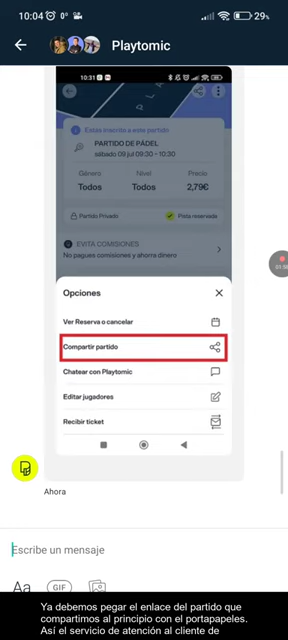 10:04 0° 29%
Playtomic
10:31
P L A
Estás inscrito a este partido
PARTIDO DE PÁDEL
sábado 09 jul 09:30 - 10:30
Género Nivel Precio
Todos Todos 2,79€
Partido Privado Pista reservada
EVITA COMISIONES
No pagues comisiones y ahorra dinero
Opciones
Ver Reserva o cancelar
Compartir partido
Chatear con Playtomic
Editar jugadores
Recibir ticket
Ahora
Escribe un mensaje
Aa GIF
Ya debemos pegar el enlace del partido que
compartimos al principio con el portapapeles.
Así el servicio de atención al cliente de